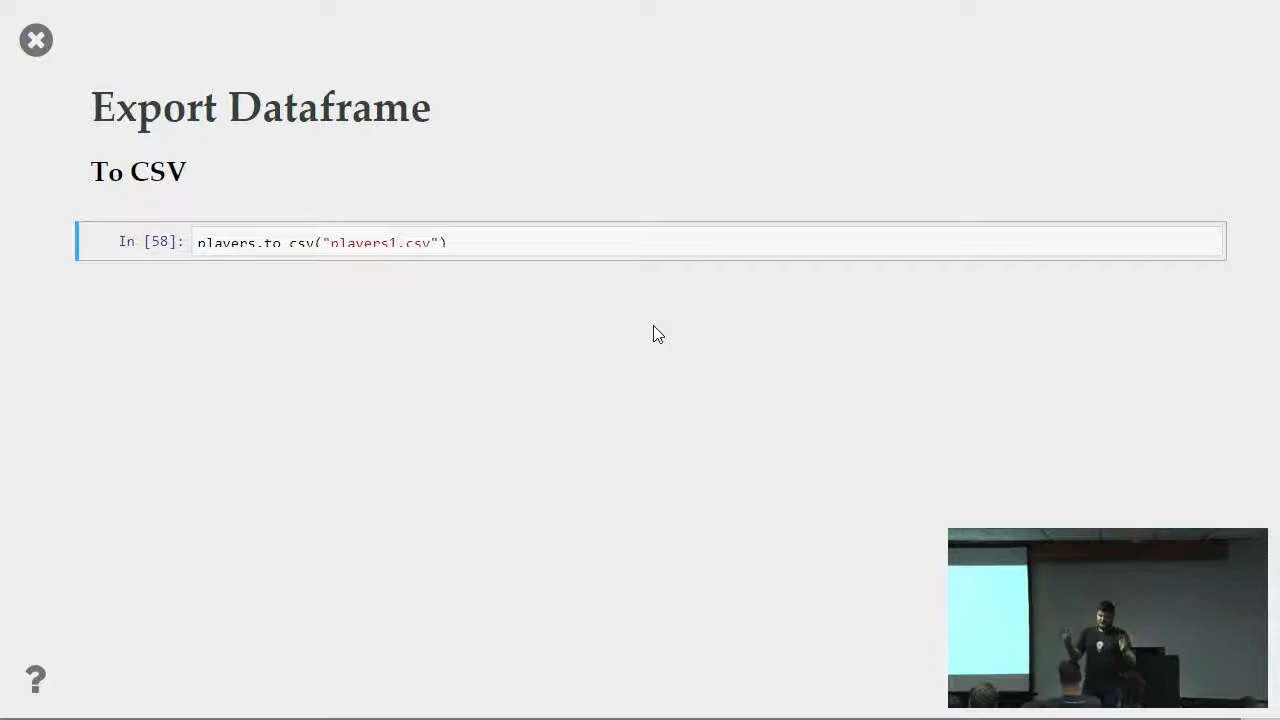 Export Dataframe
To CSV
In [58]: players.to_csv("players1.csv")
?